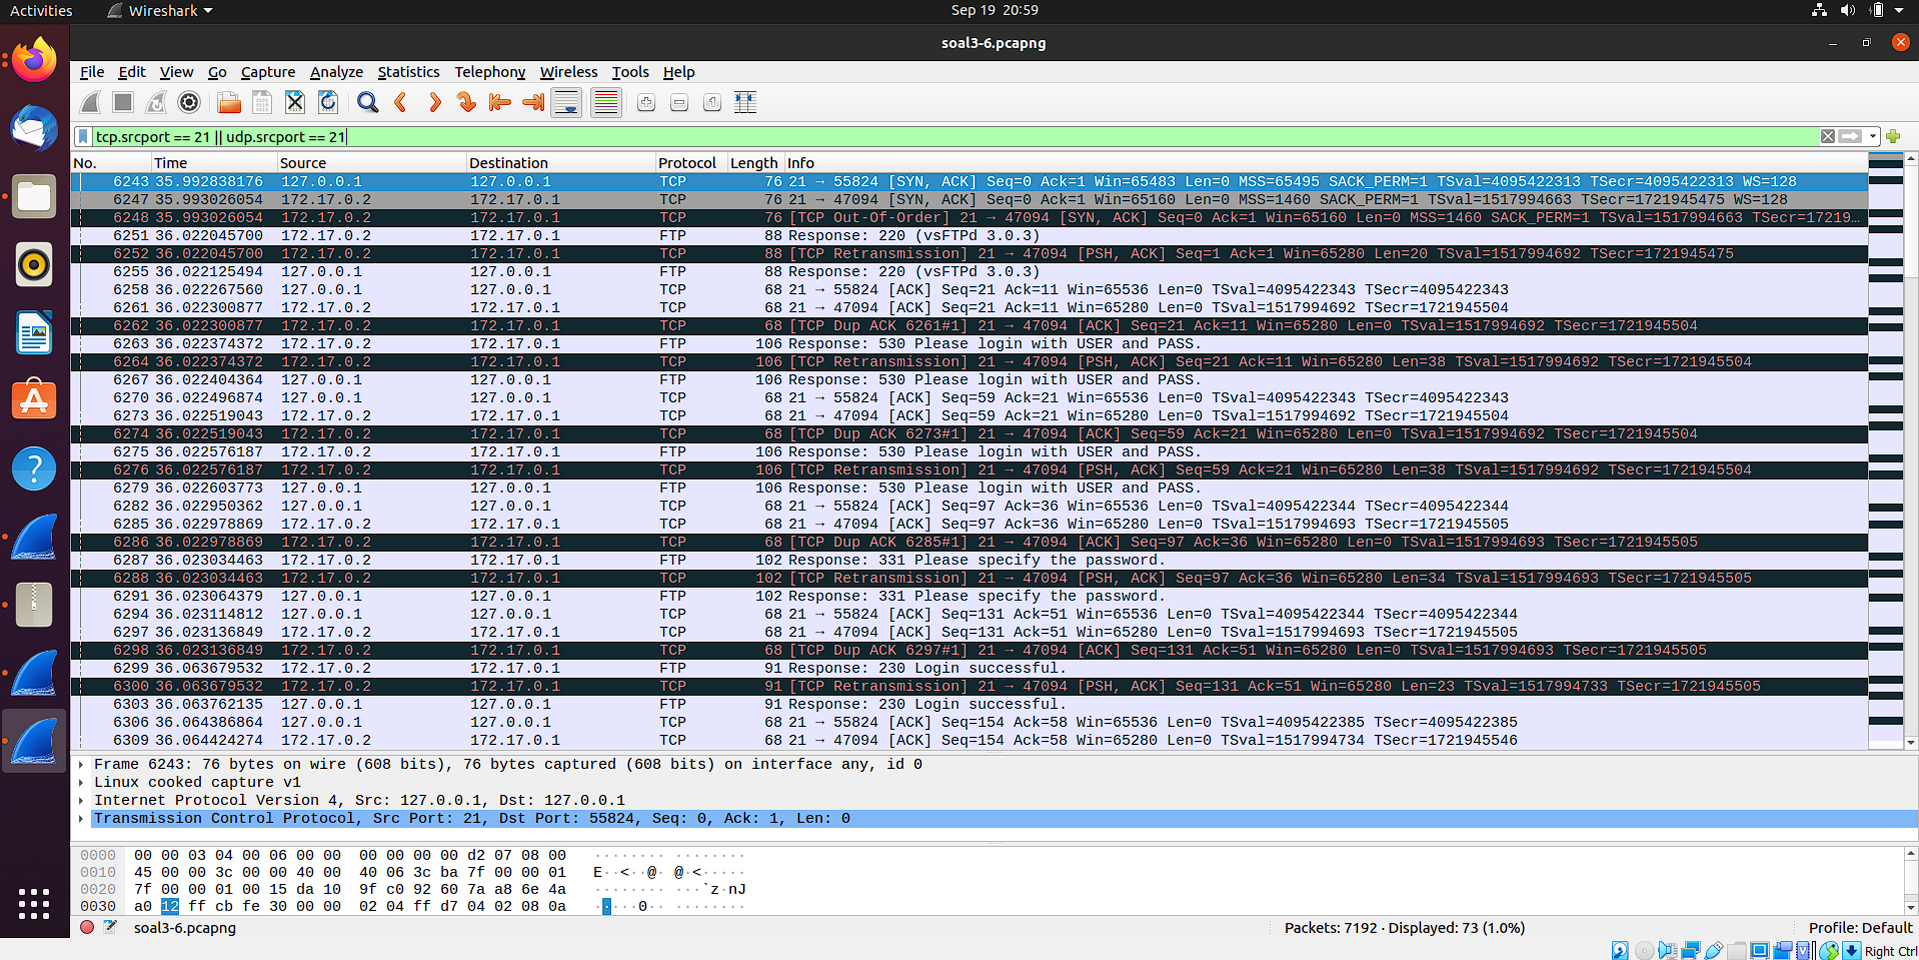 Activities Wireshark Sep 19 20:59
soal3-6.pcapng
File Edit View Go Capture Analyze Statistics Telephony Wireless Tools Help
tcp.srcport == 21 || udp.srcport == 21
No. Time Source Destination Protocol Length Info
6243 35.992838176 127.0.0.1 127.0.0.1 TCP 76 21 → 55824 [SYN, ACK] Seq=0 Ack=1 Win=65483 Len=0 MSS=65495 SACK_PERM=1 TSval=4095422313 TSecr=4095422313 WS=128
6247 35.993026054 172.17.0.2 172.17.0.1 TCP 76 21 → 47094 [SYN, ACK] Seq=0 Ack=1 Win=65160 Len=0 MSS=1460 SACK_PERM=1 TSval=1517994663 TSecr=1721945475 WS=128
6248 35.993026054 172.17.0.2 172.17.0.1 TCP 76 [TCP Out-Of-Order] 21 → 47094 [SYN, ACK] Seq=0 Ack=1 Win=65160 Len=0 MSS=1460 SACK_PERM=1 TSval=1517994663 TSecr=17219…
6251 36.022045700 172.17.0.2 172.17.0.1 FTP 88 Response: 220 (vsFTPd 3.0.3)
6252 36.022045700 172.17.0.2 172.17.0.1 TCP 88 [TCP Retransmission] 21 → 47094 [PSH, ACK] Seq=1 Ack=1 Win=65280 Len=20 TSval=1517994692 TSecr=1721945475
6255 36.022125494 127.0.0.1 127.0.0.1 FTP 88 Response: 220 (vsFTPd 3.0.3)
6258 36.022267560 127.0.0.1 127.0.0.1 TCP 68 21 → 55824 [ACK] Seq=21 Ack=11 Win=65536 Len=0 TSval=4095422343 TSecr=4095422343
6261 36.022300877 172.17.0.2 172.17.0.1 TCP 68 21 → 47094 [ACK] Seq=21 Ack=11 Win=65280 Len=0 TSval=1517994692 TSecr=1721945504
6262 36.022300877 172.17.0.2 172.17.0.1 TCP 68 [TCP Dup ACK 6261#1] 21 → 47094 [ACK] Seq=21 Ack=11 Win=65280 Len=0 TSval=1517994692 TSecr=1721945504
6263 36.022374372 172.17.0.2 172.17.0.1 FTP 106 Response: 530 Please login with USER and PASS.
6264 36.022374372 172.17.0.2 172.17.0.1 TCP 106 [TCP Retransmission] 21 → 47094 [PSH, ACK] Seq=21 Ack=11 Win=65280 Len=38 TSval=1517994692 TSecr=1721945504
6267 36.022404364 127.0.0.1 127.0.0.1 FTP 106 Response: 530 Please login with USER and PASS.
6270 36.022496874 127.0.0.1 127.0.0.1 TCP 68 21 → 55824 [ACK] Seq=59 Ack=21 Win=65536 Len=0 TSval=4095422343 TSecr=4095422343
6273 36.022519043 172.17.0.2 172.17.0.1 TCP 68 21 → 47094 [ACK] Seq=59 Ack=21 Win=65280 Len=0 TSval=1517994692 TSecr=1721945504
6274 36.022519043 172.17.0.2 172.17.0.1 TCP 68 [TCP Dup ACK 6273#1] 21 → 47094 [ACK] Seq=59 Ack=21 Win=65280 Len=0 TSval=1517994692 TSecr=1721945504
6275 36.022576187 172.17.0.2 172.17.0.1 FTP 106 Response: 530 Please login with USER and PASS.
6276 36.022576187 172.17.0.2 172.17.0.1 TCP 106 [TCP Retransmission] 21 → 47094 [PSH, ACK] Seq=59 Ack=21 Win=65280 Len=38 TSval=1517994692 TSecr=1721945504
6279 36.022603773 127.0.0.1 127.0.0.1 FTP 106 Response: 530 Please login with USER and PASS.
6282 36.022950362 127.0.0.1 127.0.0.1 TCP 68 21 → 55824 [ACK] Seq=97 Ack=36 Win=65536 Len=0 TSval=4095422344 TSecr=4095422344
6285 36.022978869 172.17.0.2 172.17.0.1 TCP 68 21 → 47094 [ACK] Seq=97 Ack=36 Win=65280 Len=0 TSval=1517994693 TSecr=1721945505
6286 36.022978869 172.17.0.2 172.17.0.1 TCP 68 [TCP Dup ACK 6285#1] 21 → 47094 [ACK] Seq=97 Ack=36 Win=65280 Len=0 TSval=1517994693 TSecr=1721945505
6287 36.023034463 172.17.0.2 172.17.0.1 FTP 102 Response: 331 Please specify the password.
6288 36.023034463 172.17.0.2 172.17.0.1 TCP 102 [TCP Retransmission] 21 → 47094 [PSH, ACK] Seq=97 Ack=36 Win=65280 Len=34 TSval=1517994693 TSecr=1721945505
6291 36.023064379 127.0.0.1 127.0.0.1 FTP 102 Response: 331 Please specify the password.
6294 36.023114812 127.0.0.1 127.0.0.1 TCP 68 21 → 55824 [ACK] Seq=131 Ack=51 Win=65536 Len=0 TSval=4095422344 TSecr=4095422344
6297 36.023136849 172.17.0.2 172.17.0.1 TCP 68 21 → 47094 [ACK] Seq=131 Ack=51 Win=65280 Len=0 TSval=1517994693 TSecr=1721945505
6298 36.023136849 172.17.0.2 172.17.0.1 TCP 68 [TCP Dup ACK 6297#1] 21 → 47094 [ACK] Seq=131 Ack=51 Win=65280 Len=0 TSval=1517994693 TSecr=1721945505
6299 36.063679532 172.17.0.2 172.17.0.1 FTP 91 Response: 230 Login successful.
6300 36.063679532 172.17.0.2 172.17.0.1 TCP 91 [TCP Retransmission] 21 → 47094 [PSH, ACK] Seq=131 Ack=51 Win=65280 Len=23 TSval=1517994733 TSecr=1721945505
6303 36.063762135 127.0.0.1 127.0.0.1 FTP 91 Response: 230 Login successful.
6306 36.064386864 127.0.0.1 127.0.0.1 TCP 68 21 → 55824 [ACK] Seq=154 Ack=58 Win=65536 Len=0 TSval=4095422385 TSecr=4095422385
6309 36.064424274 172.17.0.2 172.17.0.1 TCP 68 21 → 47094 [ACK] Seq=154 Ack=58 Win=65280 Len=0 TSval=1517994734 TSecr=1721945546
Frame 6243: 76 bytes on wire (608 bits), 76 bytes captured (608 bits) on interface any, id 0
Linux cooked capture v1
Internet Protocol Version 4, Src: 127.0.0.1, Dst: 127.0.0.1
Transmission Control Protocol, Src Port: 21, Dst Port: 55824, Seq: 0, Ack: 1, Len: 0
0000 00 00 03 04 00 06 00 00 00 00 00 00 d2 07 08 00 ········ ········
0010 45 00 00 3c 00 00 40 00 40 06 3c ba 7f 00 00 01 E··<··@· @·<·····
0020 7f 00 00 01 00 15 da 10 9f c0 92 60 7a a8 6e 4a ········ ···`z·nJ
0030 a0 12 ff cb fe 30 00 00 02 04 ff d7 04 02 08 0a ·····0·· ········
soal3-6.pcapng Packets: 7192 · Displayed: 73 (1.0%) Profile: Default
Right Ctrl